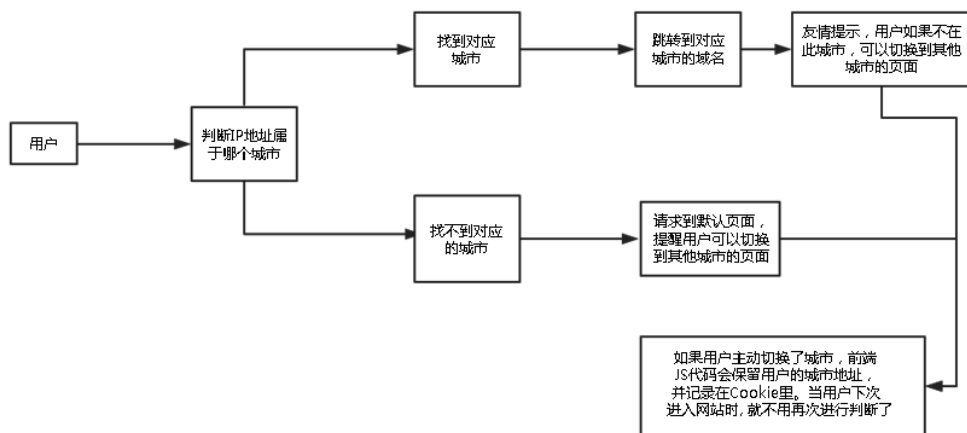 用户
判断IP地址属
于哪个城市
找到对应
城市
跳转到对应
城市的域名
友情提示，用户如果不在
此城市，可以切换到其他
城市的页面
找不到对应
的城市
请求到默认页面，
提醒用户可以切换
到其他城市的页面
如果用户主动切换了城市，前端
JS代码会保留用户的城市地址，
并记录在Cookie里。当用户下次
进入网站时，就不用再次进行判断了